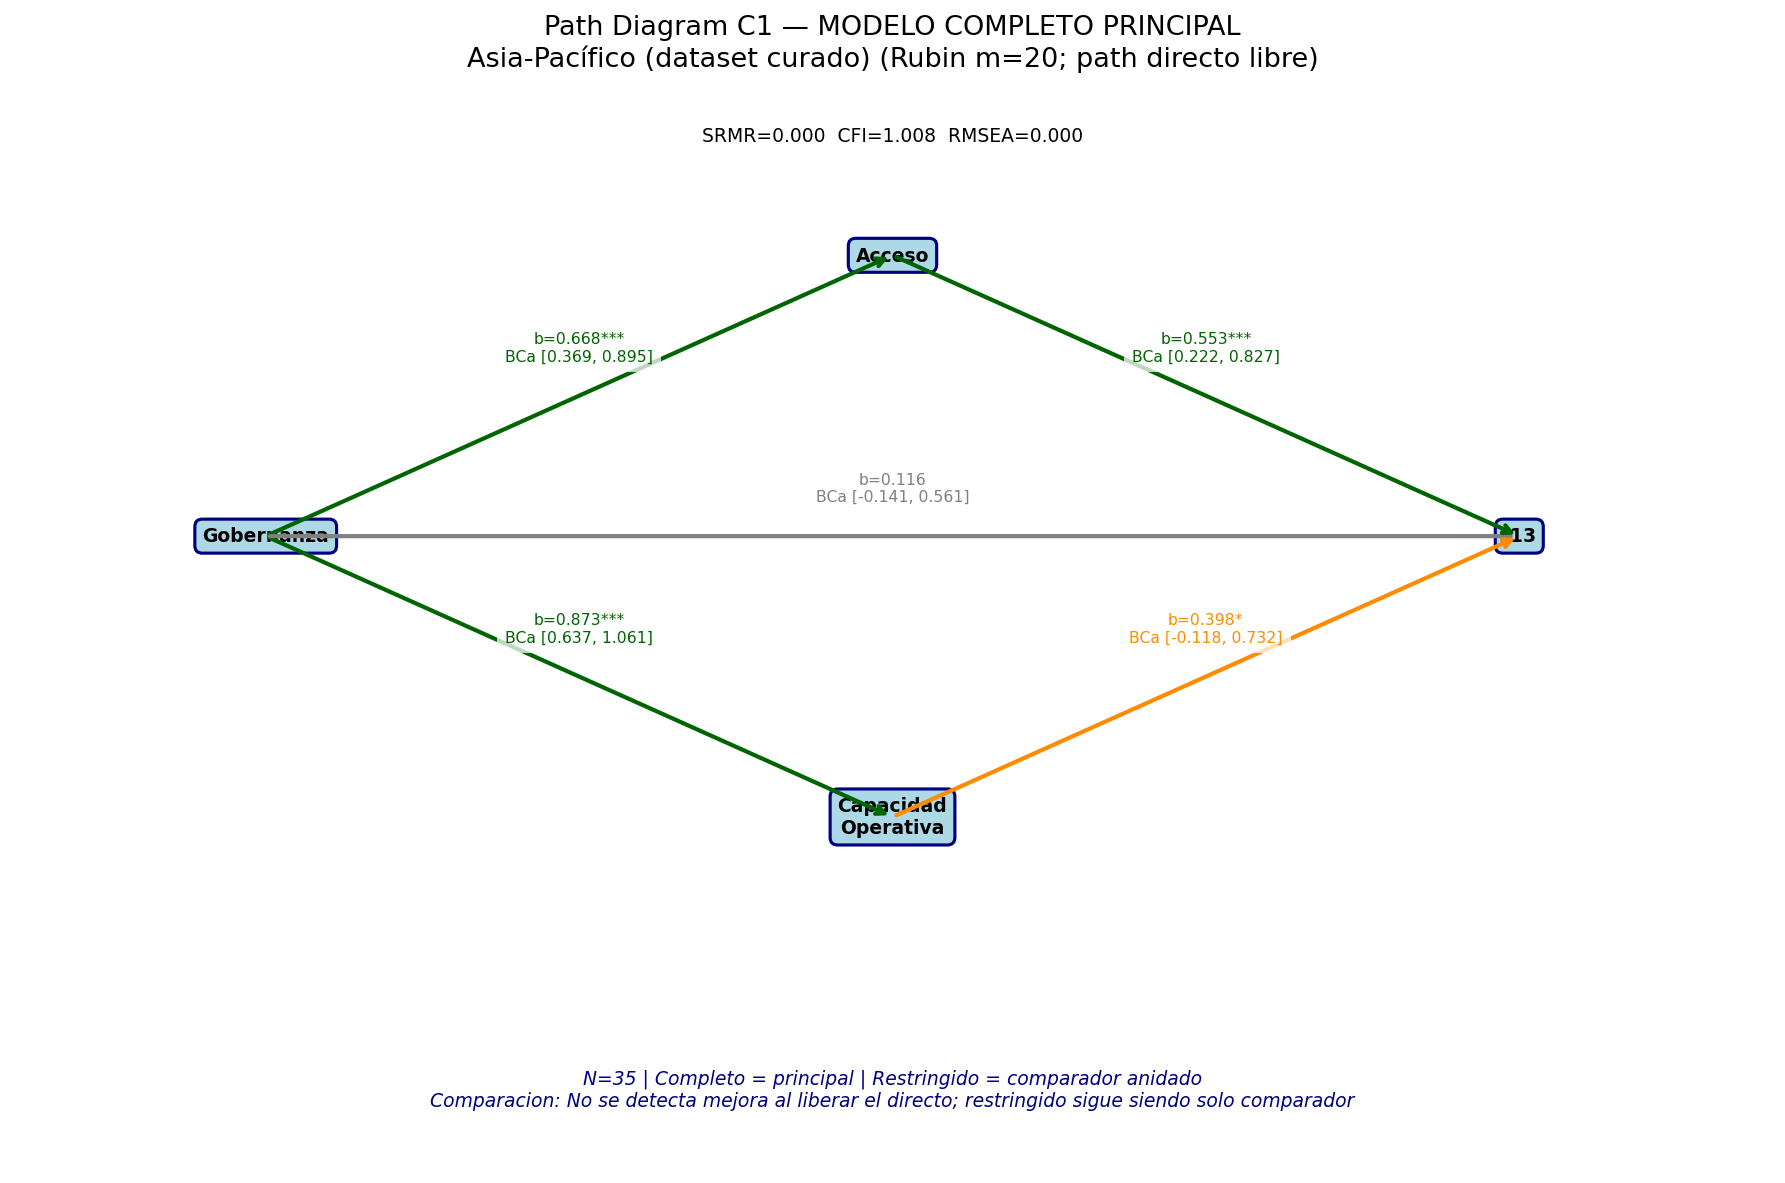 Path Diagram C1 — MODELO COMPLETO PRINCIPAL
Asia-Pacífico (dataset curado) (Rubin m=20; path directo libre)
SRMR=0.000 CFI=1.008 RMSEA=0.000
Acceso
b=0.668***
BCa [0.369, 0.895]
b=0.553***
BCa [0.222, 0.827]
b=0.116
BCa [-0.141, 0.561]
Gobernanza
13
b=0.873***
BCa [0.637, 1.061]
b=0.398*
BCa [-0.118, 0.732]
Capacidad
Operativa
N=35 | Completo = principal | Restringido = comparador anidado
Comparacion: No se detecta mejora al liberar el directo; restringido sigue siendo solo comparador